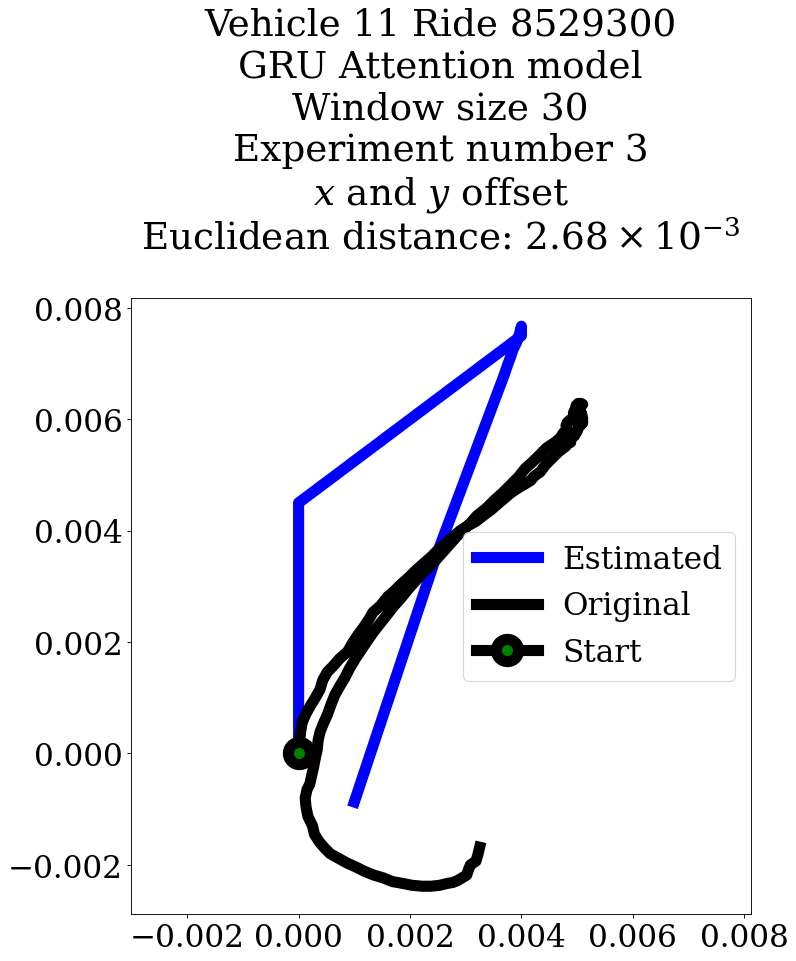 Vehicle 11 Ride 8529300
GRU Attention model
Window size 30
Experiment number 3
x and y offset
Euclidean distance: 2.68 × 10⁻³
0.008
0.006
0.004
0.002
0.000
−0.002
Estimated
Original
Start
−0.002 0.000 0.002 0.004 0.006 0.008